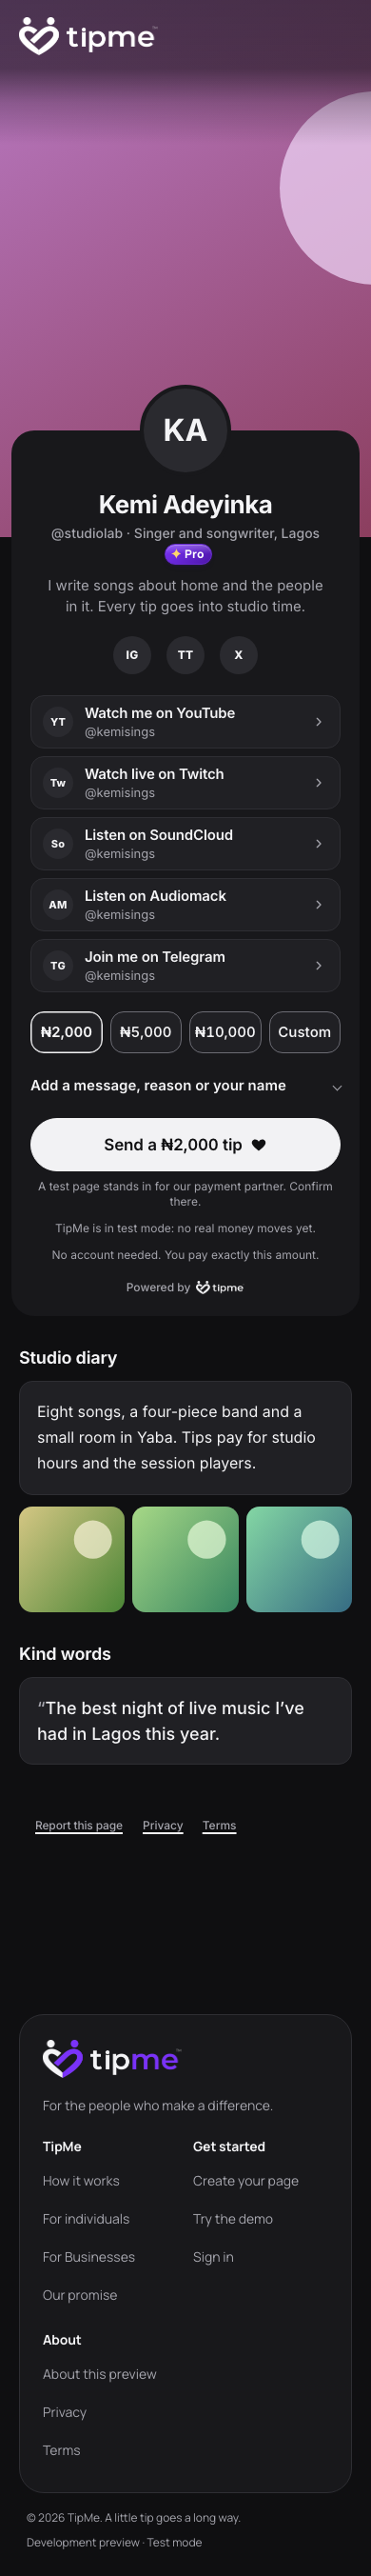 tipme™
KA
Kemi Adeyinka
@studiolab · Singer and songwriter, Lagos
✦ Pro
I write songs about home and the people
in it. Every tip goes into studio time.
IG TT X
YT Watch me on YouTube
@kemisings
Tw Watch live on Twitch
@kemisings
So Listen on SoundCloud
@kemisings
AM Listen on Audiomack
@kemisings
TG Join me on Telegram
@kemisings
₦2,000 ₦5,000 ₦10,000 Custom
Add a message, reason or your name
Send a ₦2,000 tip ♥
A test page stands in for our payment partner. Confirm
there.
TipMe is in test mode: no real money moves yet.
No account needed. You pay exactly this amount.
Powered by tipme
Studio diary
Eight songs, a four-piece band and a
small room in Yaba. Tips pay for studio
hours and the session players.
Kind words
“The best night of live music I’ve
had in Lagos this year.
Report this page Privacy Terms
tipme™
For the people who make a difference.
TipMe
How it works
For individuals
For Businesses
Our promise
Get started
Create your page
Try the demo
Sign in
About
About this preview
Privacy
Terms
© 2026 TipMe. A little tip goes a long way.
Development preview · Test mode